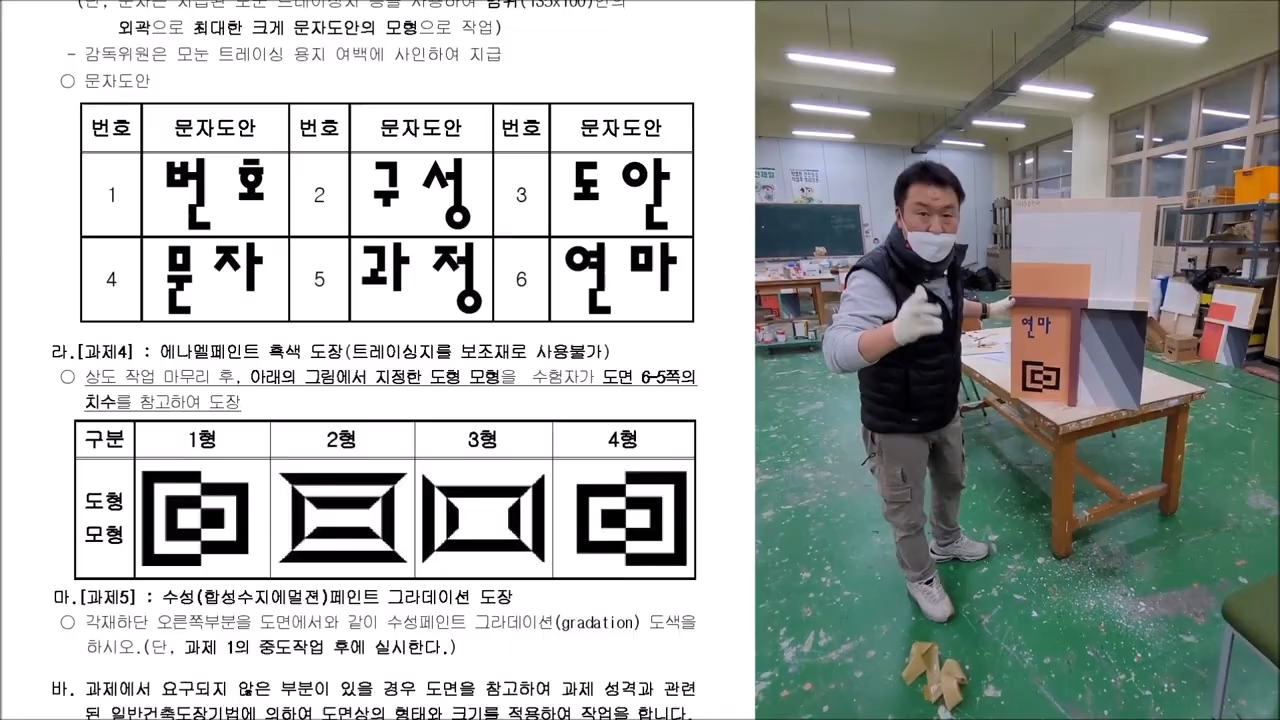 외곽으로 최대한 크게 문자도안의 모형으로 작업)
- 감독위원은 모눈 트레이싱 용지 여백에 사인하여 지급
○ 문자도안
번호 문자도안 번호 문자도안 번호 문자도안
1 번호 2 구성 3 도안
4 문자 5 과정 6 연마
라.[과제4] : 에나멜페인트 흑색 도장(트레이싱지를 보조재로 사용불가)
○ 상도 작업 마무리 후, 아래의 그림에서 지정한 도형 모형을 수험자가 도면 6-5쪽의
치수를 참고하여 도장
구분 1형 2형 3형 4형
도형
모형
마.[과제5] : 수성(합성수지에멀젼)페인트 그라데이션 도장
○ 각재하단 오른쪽부분을 도면에서와 같이 수성페인트 그라데이션(gradation) 도색을
하시오.(단, 과제 1의 중도작업 후에 실시한다.)
바. 과제에서 요구되지 않은 부분이 있을 경우 도면을 참고하여 과제 성격과 관련
된 일반건축도장기법에 의하여 도면상의 형태와 크기를 적용하여 작업을 합니다.
연마